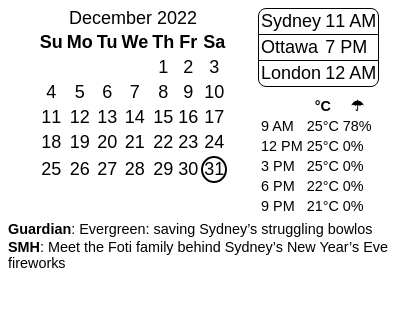 December 2022
Su Mo Tu We Th Fr Sa
1 2 3
4 5 6 7 8 9 10
11 12 13 14 15 16 17
18 19 20 21 22 23 24
25 26 27 28 29 30 31
Sydney 11 AM
Ottawa 7 PM
London 12 AM
°C ☂
9 AM 25°C 78%
12 PM 25°C 0%
3 PM 25°C 0%
6 PM 22°C 0%
9 PM 21°C 0%
Guardian: Evergreen: saving Sydney’s struggling bowlos
SMH: Meet the Foti family behind Sydney’s New Year’s Eve
fireworks